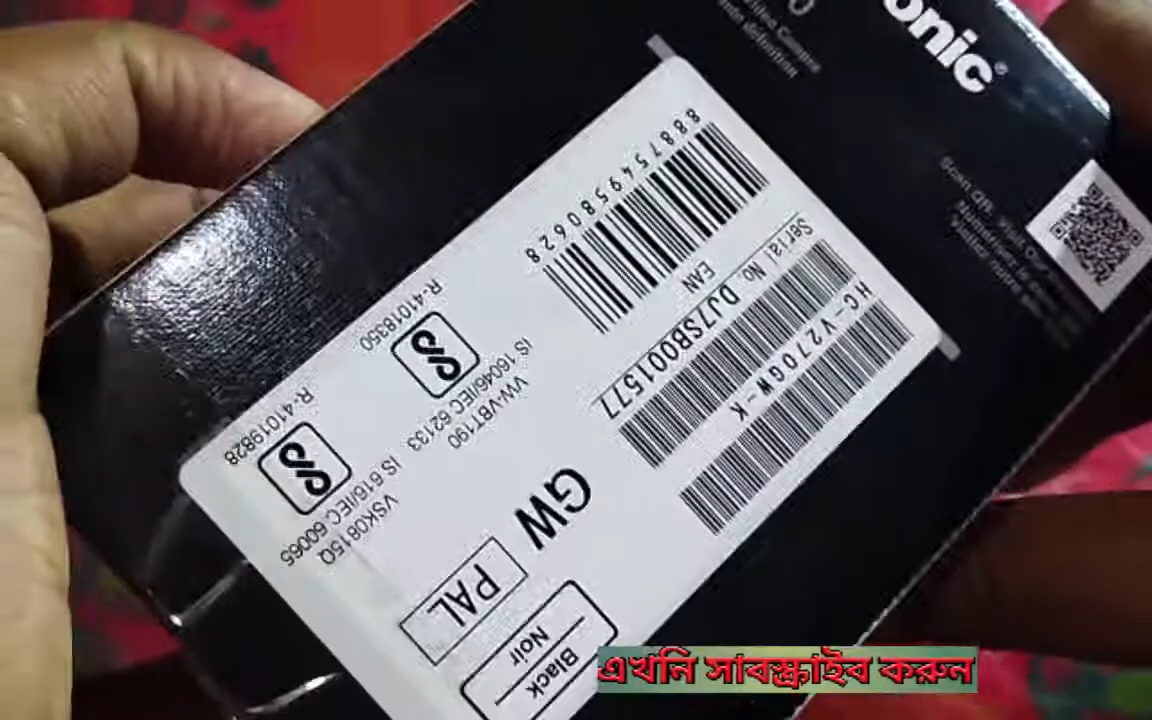 onic®
8887549580628
EAN
Serial No. DJ7SB001577
HC-V270GW-K
R-41018350
IS 16046/IEC 62133
VW-VBT190
R-41019828
IS 616/IEC 60065
VSK0815Q
GW
PAL
Black
Noir
এখনি সাবস্ক্রাইব করুন